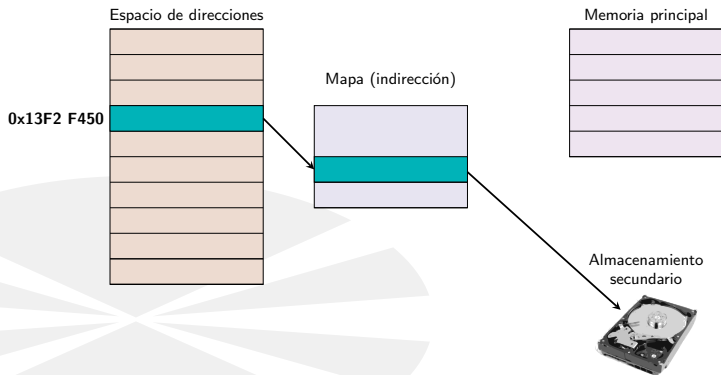 Espacio de direcciones
Memoria principal
Mapa (indirección)
0x13F2 F450
Almacenamiento
secundario